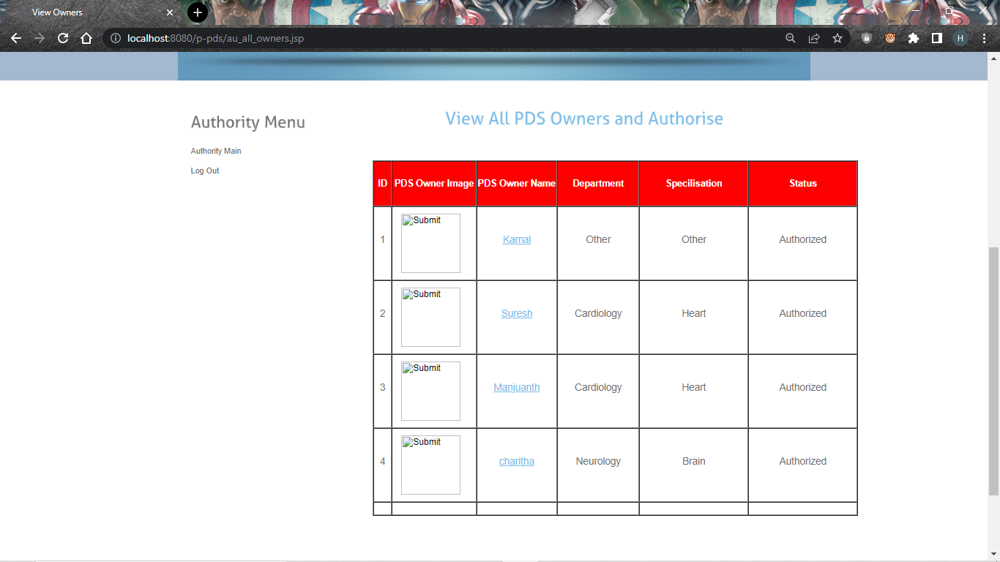 View Owners
localhost:8080/p-pds/au_all_owners.jsp
H
Authority Menu
Authority Main
Log Out
View All PDS Owners and Authorise
ID PDS Owner Image PDS Owner Name Department Specilisation Status
1 Submit Kamal Other Other Authorized
2 Submit Suresh Cardiology Heart Authorized
3 Submit Manjuanth Cardiology Heart Authorized
4 Submit charitha Neurology Brain Authorized